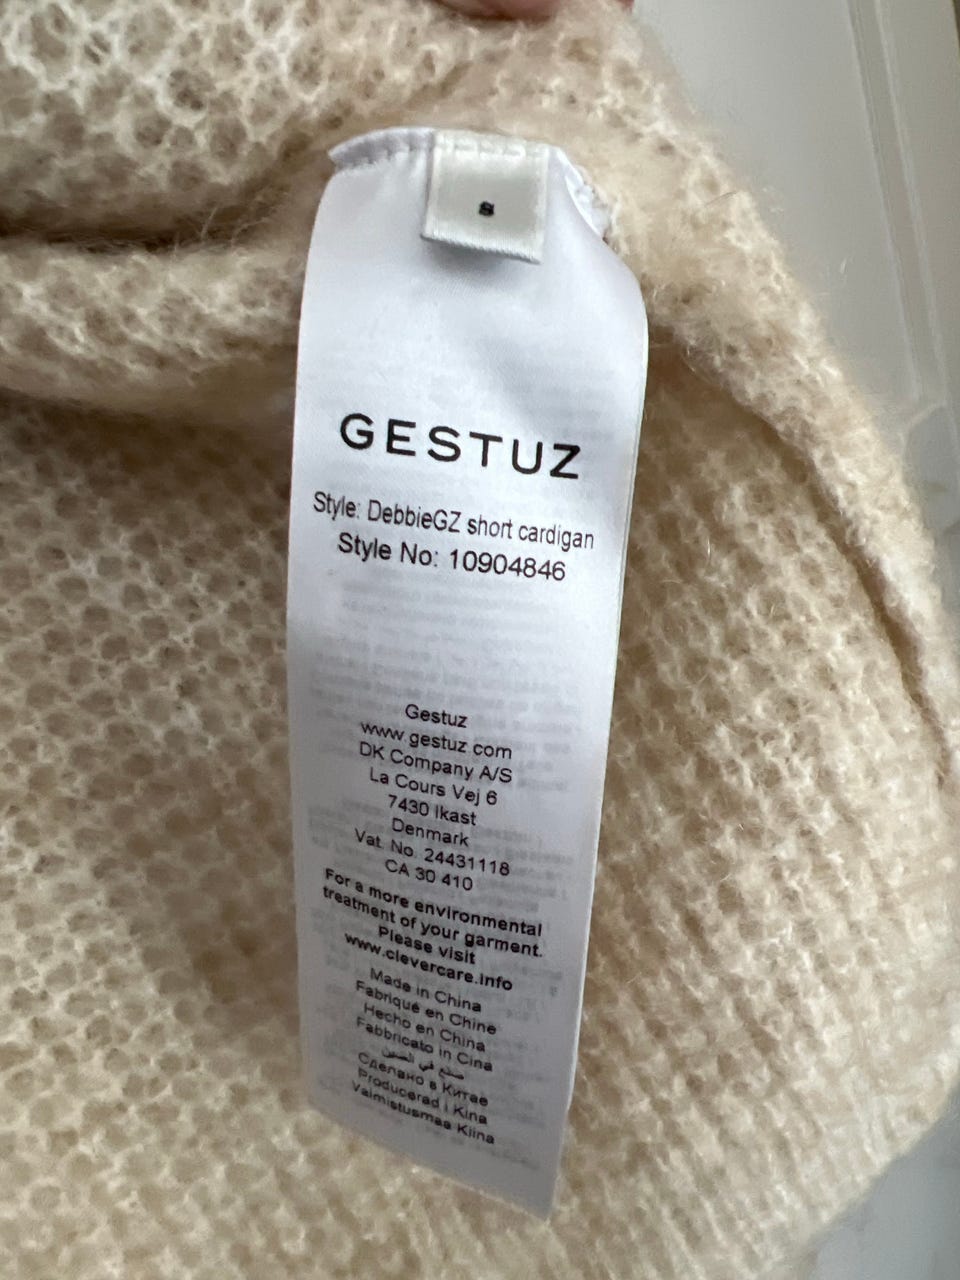 s
GESTUZ
Style: DebbieGZ short cardigan
Style No: 10904846
Gestuz
www.gestuz.com
DK Company A/S
La Cours Vej 6
7430 Ikast
Denmark
Vat. No. 24431118
CA 30 410
For a more environmental
treatment of your garment.
Please visit
www.clevercare.info
Made in China
Fabriqué en Chine
Hecho en China
Fabbricato in Cina
صنع في الصين
Сделано в Китае
Producerad i Kina
Valmistusmaa Kiina